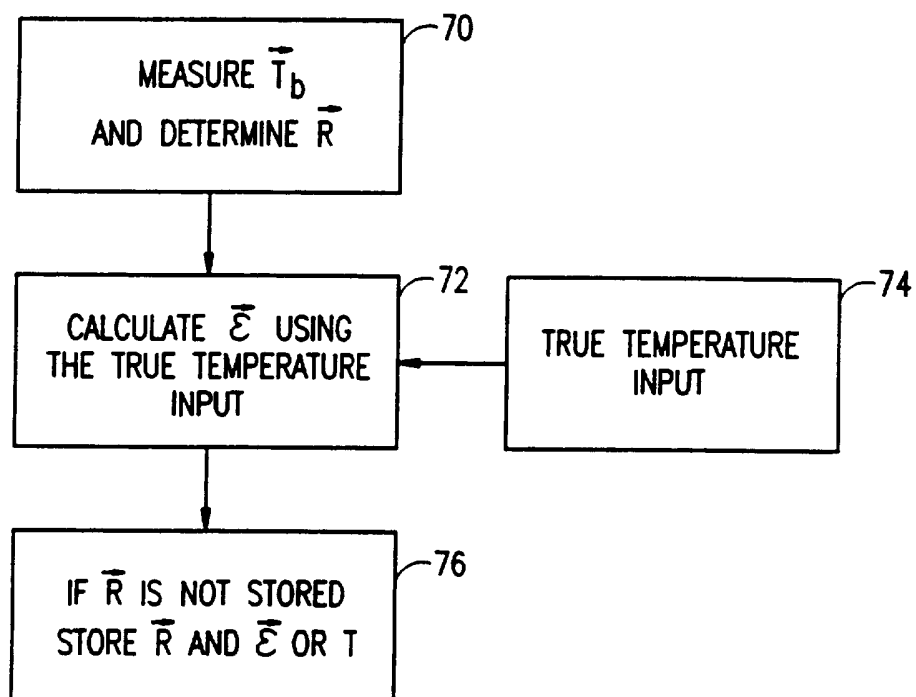 70
MEASURE T⃗b
AND DETERMINE R⃗
72
CALCULATE ε⃗ USING
THE TRUE TEMPERATURE
INPUT
74
TRUE TEMPERATURE
INPUT
76
IF R⃗ IS NOT STORED
STORE R⃗ AND ε⃗ OR T